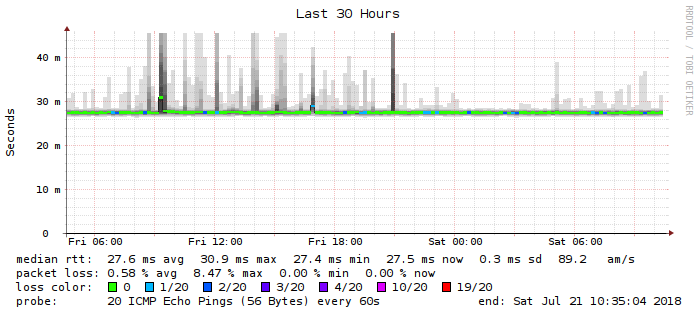 Last 30 Hours
RRDTOOL / TOBI OETIKER
Seconds
40 m
30 m
20 m
10 m
0
Fri 06:00 Fri 12:00 Fri 18:00 Sat 00:00 Sat 06:00
median rtt: 27.6 ms avg 30.9 ms max 27.4 ms min 27.5 ms now 0.3 ms sd 89.2 am/s
packet loss: 0.58 % avg 8.47 % max 0.00 % min 0.00 % now
loss color: 0 1/20 2/20 3/20 4/20 10/20 19/20
probe: 20 ICMP Echo Pings (56 Bytes) every 60s end: Sat Jul 21 10:35:04 2018